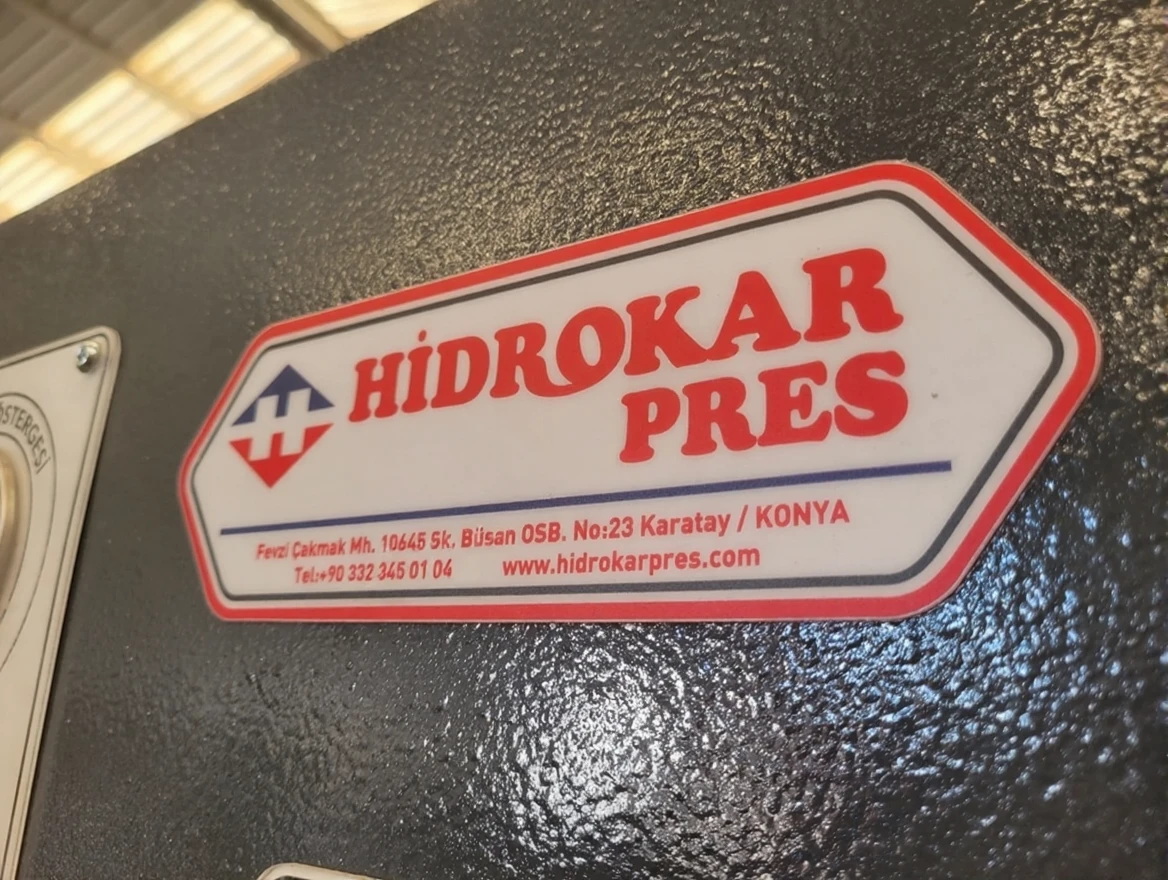 HİDROKAR
PRES
Fevzi Çakmak Mh. 10645 Sk. Büsan OSB. No:23 Karatay / KONYA
Tel:+90 332 345 01 04 www.hidrokarpres.com